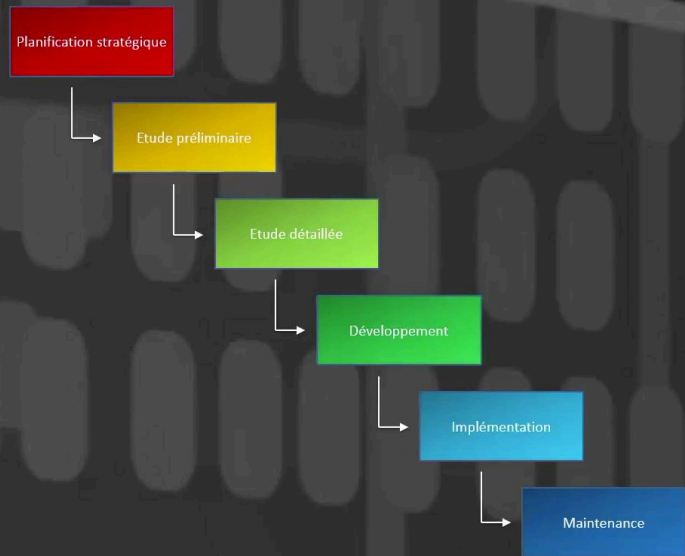 Planification stratégique
Etude préliminaire
Etude détaillée
Développement
Implémentation
Maintenance